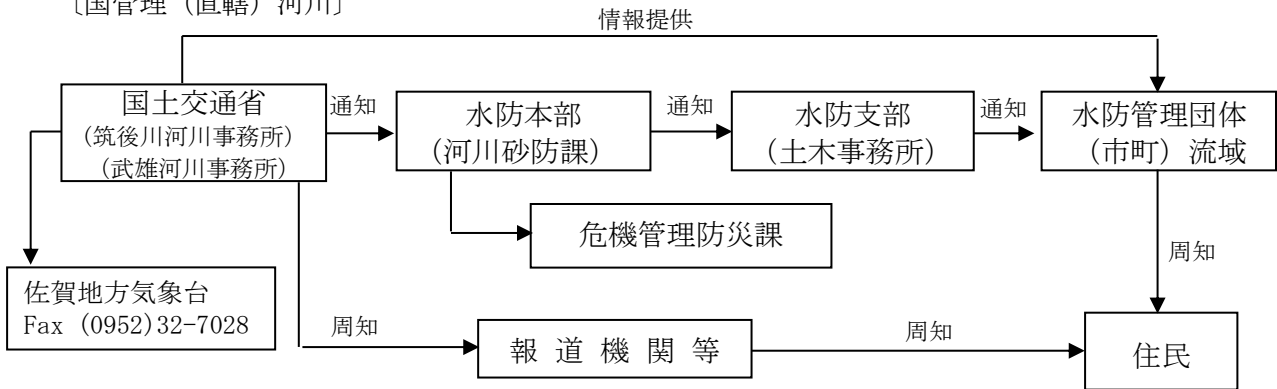 〔国管理（直轄）河川〕
情報提供
国土交通省
(筑後川河川事務所)
(武雄河川事務所)
通知
水防本部
(河川砂防課)
通知
水防支部
(土木事務所)
通知
水防管理団体
(市町) 流域
危機管理防災課
周知
佐賀地方気象台
Fax (0952)32-7028
周知
報道機関等
周知
住民